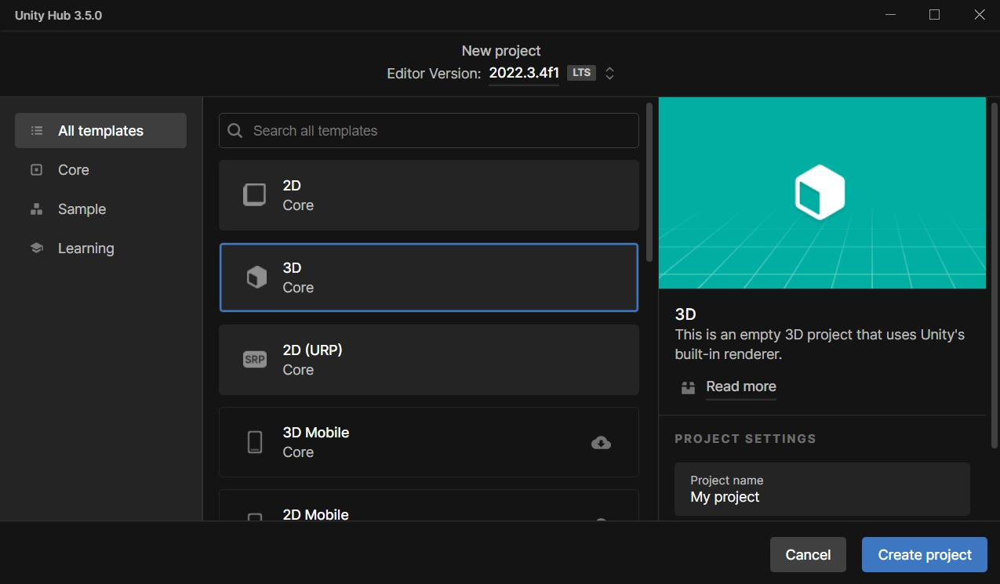 Unity Hub 3.5.0
New project
Editor Version: 2022.3.4f1 LTS
All templates
Core
Sample
Learning
Search all templates
2D
Core
3D
Core
SRP
2D (URP)
Core
3D Mobile
Core
2D Mobile
3D
This is an empty 3D project that uses Unity's
built-in renderer.
Read more
PROJECT SETTINGS
Project name
My project
Cancel
Create project